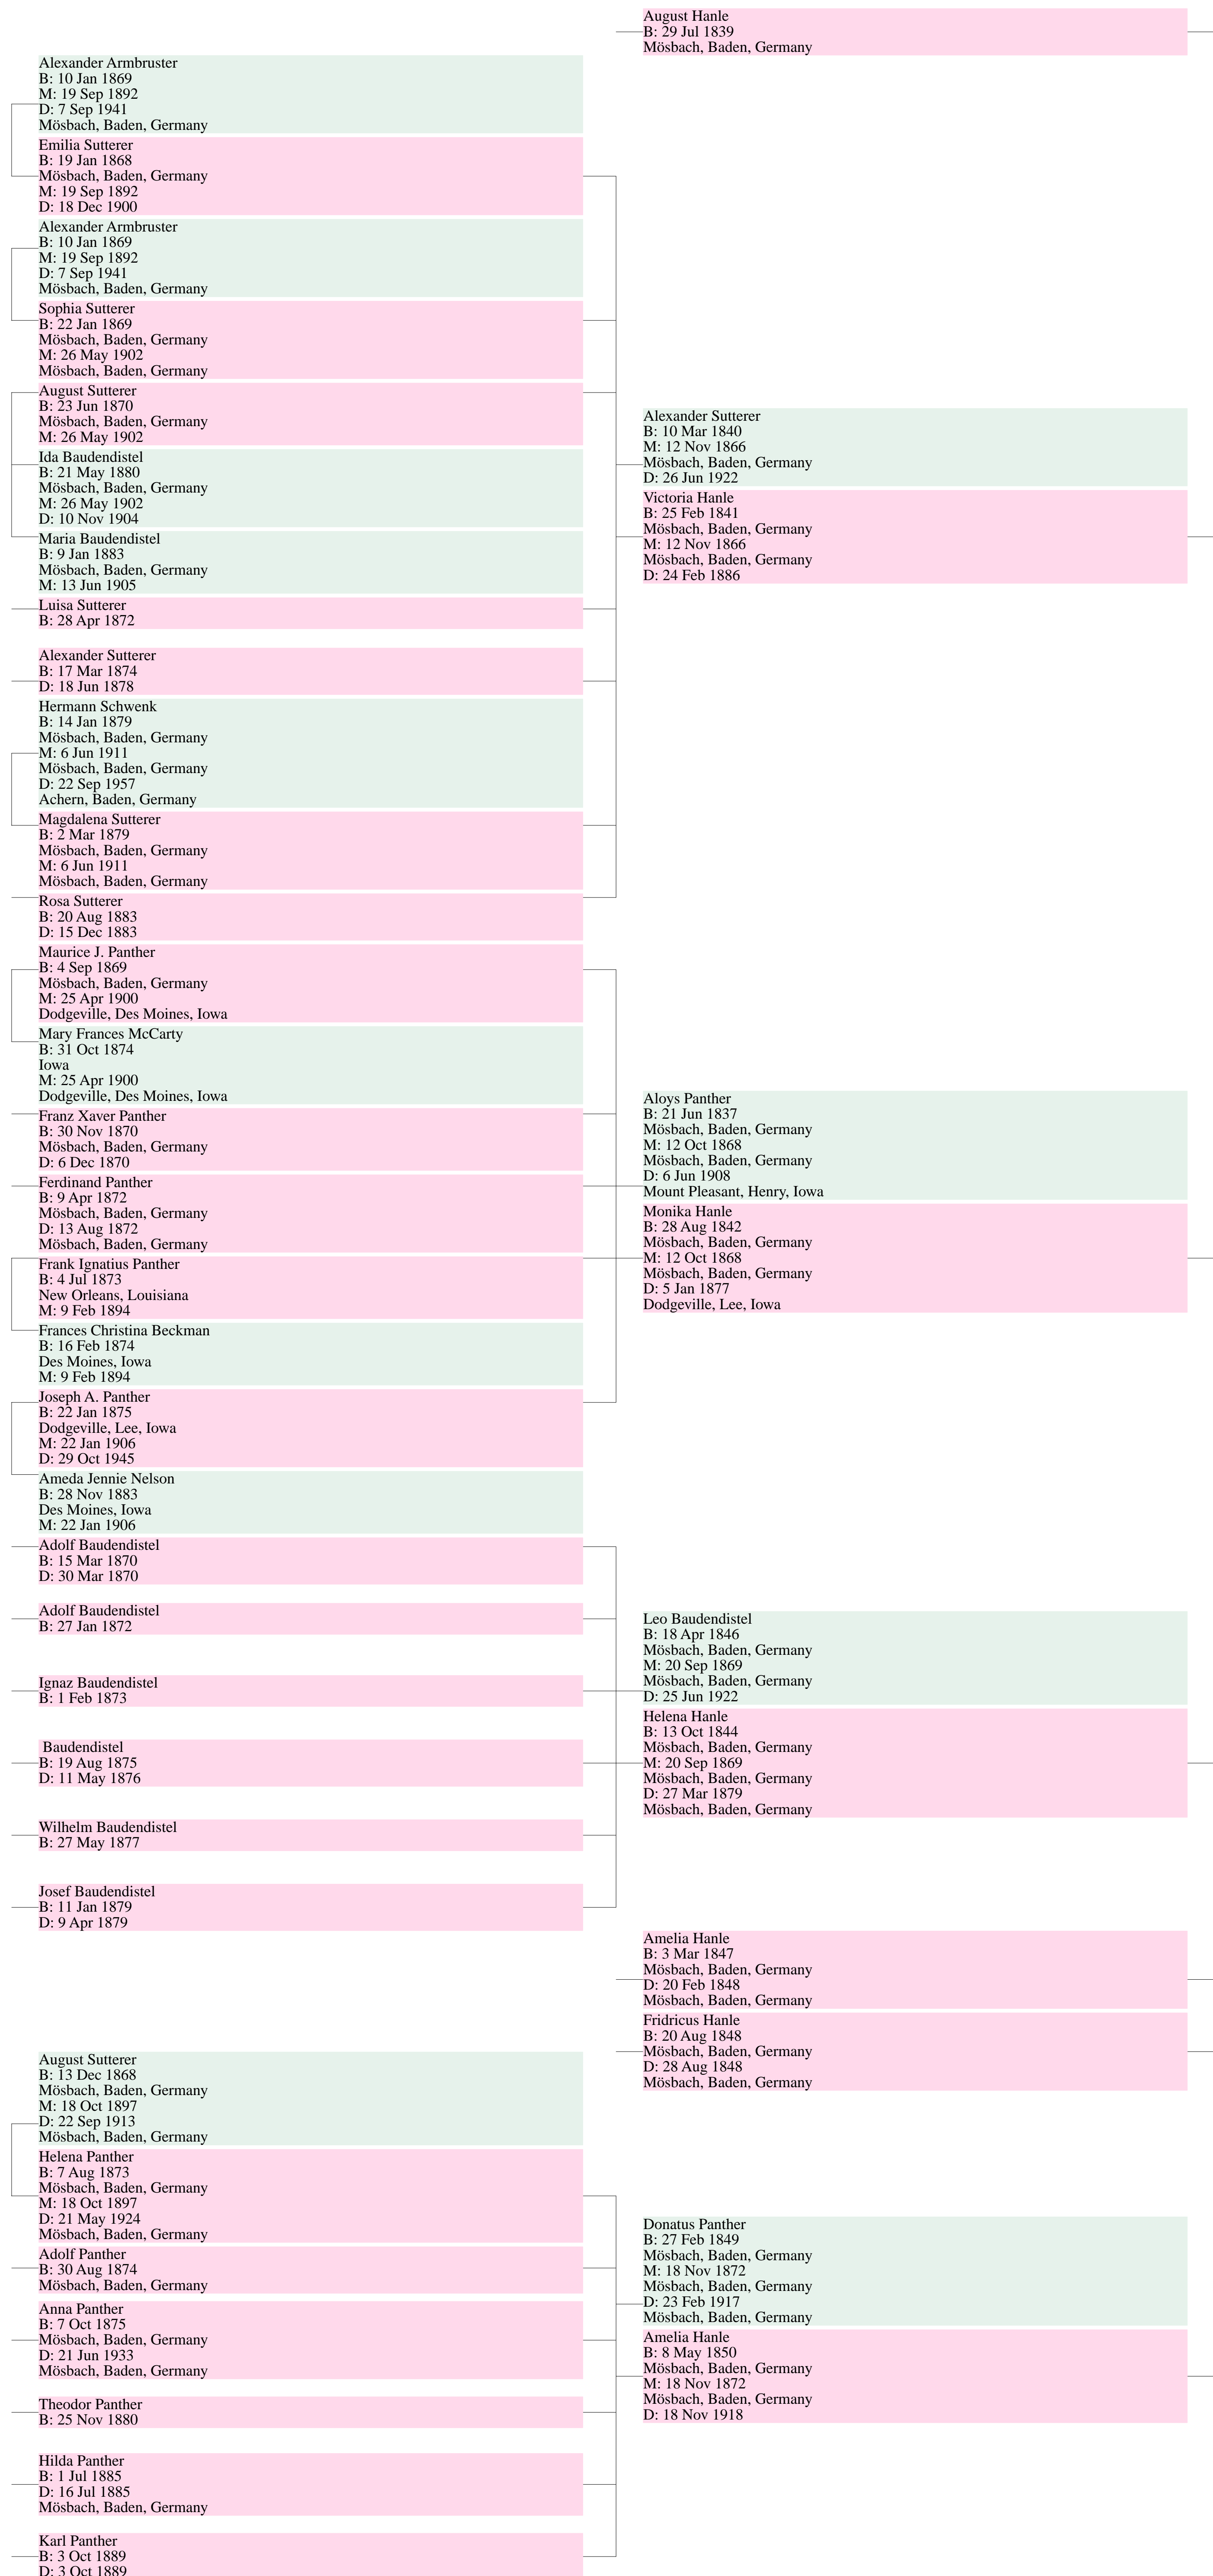 August Hanle
B: 29 Jul 1839
Mösbach, Baden, Germany
Alexander Armbruster
B: 10 Jan 1869
M: 19 Sep 1892
D: 7 Sep 1941
Mösbach, Baden, Germany
Emilia Sutterer
B: 19 Jan 1868
Mösbach, Baden, Germany
M: 19 Sep 1892
D: 18 Dec 1900
Alexander Armbruster
B: 10 Jan 1869
M: 19 Sep 1892
D: 7 Sep 1941
Mösbach, Baden, Germany
Sophia Sutterer
B: 22 Jan 1869
Mösbach, Baden, Germany
M: 26 May 1902
Mösbach, Baden, Germany
August Sutterer
B: 23 Jun 1870
Mösbach, Baden, Germany
M: 26 May 1902
Ida Baudendistel
B: 21 May 1880
Mösbach, Baden, Germany
M: 26 May 1902
D: 10 Nov 1904
Maria Baudendistel
B: 9 Jan 1883
Mösbach, Baden, Germany
M: 13 Jun 1905
Luisa Sutterer
B: 28 Apr 1872
Alexander Sutterer
B: 17 Mar 1874
D: 18 Jun 1878
Hermann Schwenk
B: 14 Jan 1879
Mösbach, Baden, Germany
M: 6 Jun 1911
Mösbach, Baden, Germany
D: 22 Sep 1957
Achern, Baden, Germany
Magdalena Sutterer
B: 2 Mar 1879
Mösbach, Baden, Germany
M: 6 Jun 1911
Mösbach, Baden, Germany
Rosa Sutterer
B: 20 Aug 1883
D: 15 Dec 1883
Alexander Sutterer
B: 10 Mar 1840
M: 12 Nov 1866
Mösbach, Baden, Germany
D: 26 Jun 1922
Victoria Hanle
B: 25 Feb 1841
Mösbach, Baden, Germany
M: 12 Nov 1866
Mösbach, Baden, Germany
D: 24 Feb 1886
Maurice J. Panther
B: 4 Sep 1869
Mösbach, Baden, Germany
M: 25 Apr 1900
Dodgeville, Des Moines, Iowa
Mary Frances McCarty
B: 31 Oct 1874
Iowa
M: 25 Apr 1900
Dodgeville, Des Moines, Iowa
Franz Xaver Panther
B: 30 Nov 1870
Mösbach, Baden, Germany
D: 6 Dec 1870
Ferdinand Panther
B: 9 Apr 1872
Mösbach, Baden, Germany
D: 13 Aug 1872
Mösbach, Baden, Germany
Frank Ignatius Panther
B: 4 Jul 1873
New Orleans, Louisiana
M: 9 Feb 1894
Frances Christina Beckman
B: 16 Feb 1874
Des Moines, Iowa
M: 9 Feb 1894
Joseph A. Panther
B: 22 Jan 1875
Dodgeville, Lee, Iowa
M: 22 Jan 1906
D: 29 Oct 1945
Ameda Jennie Nelson
B: 28 Nov 1883
Des Moines, Iowa
M: 22 Jan 1906
Aloys Panther
B: 21 Jun 1837
Mösbach, Baden, Germany
M: 12 Oct 1868
Mösbach, Baden, Germany
D: 6 Jun 1908
Mount Pleasant, Henry, Iowa
Monika Hanle
B: 28 Aug 1842
Mösbach, Baden, Germany
M: 12 Oct 1868
Mösbach, Baden, Germany
D: 5 Jan 1877
Dodgeville, Lee, Iowa
Adolf Baudendistel
B: 15 Mar 1870
D: 30 Mar 1870
Adolf Baudendistel
B: 27 Jan 1872
Ignaz Baudendistel
B: 1 Feb 1873
Baudendistel
B: 19 Aug 1875
D: 11 May 1876
Wilhelm Baudendistel
B: 27 May 1877
Josef Baudendistel
B: 11 Jan 1879
D: 9 Apr 1879
Leo Baudendistel
B: 18 Apr 1846
Mösbach, Baden, Germany
M: 20 Sep 1869
Mösbach, Baden, Germany
D: 25 Jun 1922
Helena Hanle
B: 13 Oct 1844
Mösbach, Baden, Germany
M: 20 Sep 1869
Mösbach, Baden, Germany
D: 27 Mar 1879
Mösbach, Baden, Germany
Amelia Hanle
B: 3 Mar 1847
Mösbach, Baden, Germany
D: 20 Feb 1848
Mösbach, Baden, Germany
Fridricus Hanle
B: 20 Aug 1848
Mösbach, Baden, Germany
D: 28 Aug 1848
Mösbach, Baden, Germany
August Sutterer
B: 13 Dec 1868
Mösbach, Baden, Germany
M: 18 Oct 1897
D: 22 Sep 1913
Mösbach, Baden, Germany
Helena Panther
B: 7 Aug 1873
Mösbach, Baden, Germany
M: 18 Oct 1897
D: 21 May 1924
Mösbach, Baden, Germany
Adolf Panther
B: 30 Aug 1874
Mösbach, Baden, Germany
Anna Panther
B: 7 Oct 1875
Mösbach, Baden, Germany
D: 21 Jun 1933
Mösbach, Baden, Germany
Theodor Panther
B: 25 Nov 1880
Hilda Panther
B: 1 Jul 1885
D: 16 Jul 1885
Mösbach, Baden, Germany
Karl Panther
B: 3 Oct 1889
D: 3 Oct 1889
Donatus Panther
B: 27 Feb 1849
Mösbach, Baden, Germany
M: 18 Nov 1872
Mösbach, Baden, Germany
D: 23 Feb 1917
Mösbach, Baden, Germany
Amelia Hanle
B: 8 May 1850
Mösbach, Baden, Germany
M: 18 Nov 1872
Mösbach, Baden, Germany
D: 18 Nov 1918